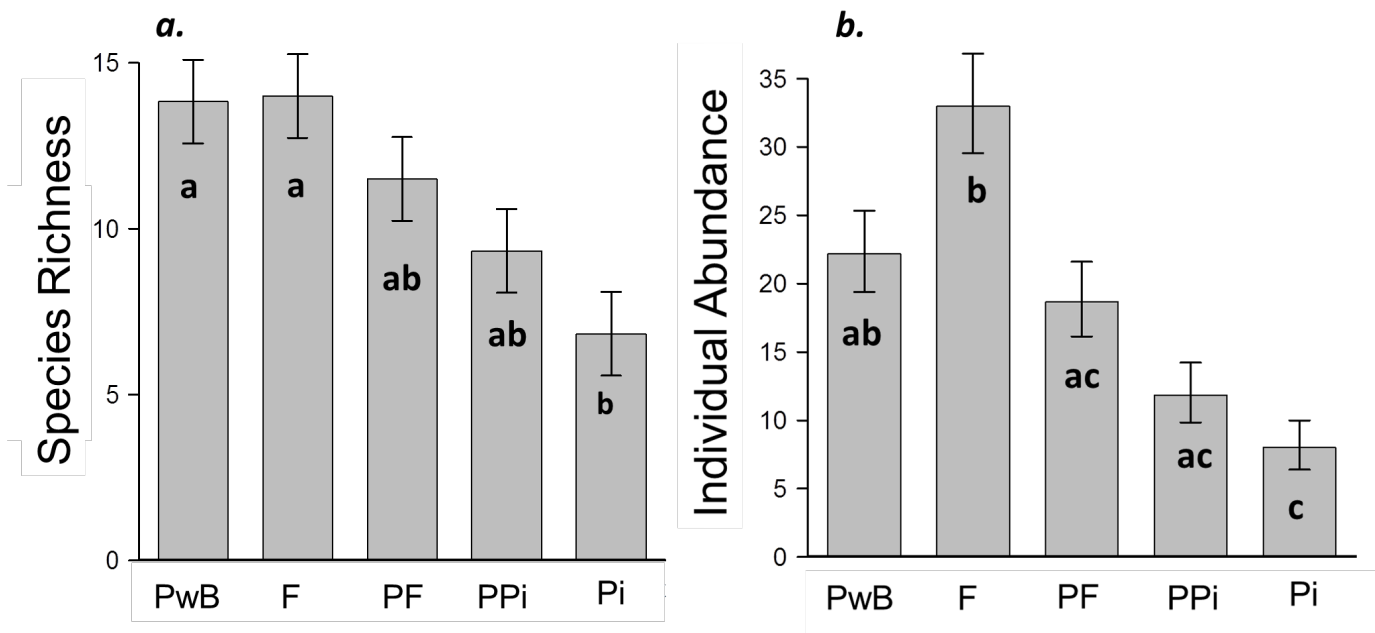 a.
Species Richness
15
10
5
0
a
a
ab
ab
b
PwB F PF PPi Pi
b.
Individual Abundance
35
30
25
20
15
10
5
0
ab
b
ac
ac
c
PwB F PF PPi Pi